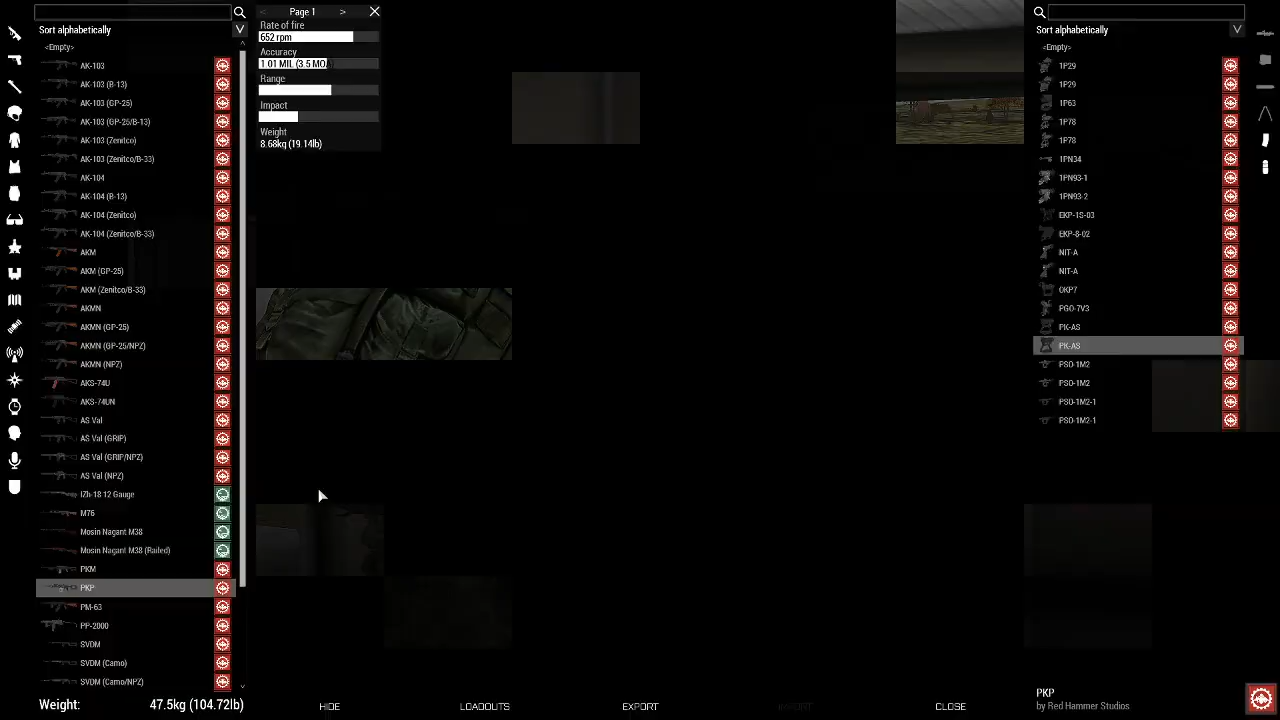 Sort alphabetically
<Empty>
AK-103
AK-103 (B-13)
AK-103 (GP-25)
AK-103 (GP-25/B-13)
AK-103 (Zenitco)
AK-103 (Zenitco/B-33)
AK-104
AK-104 (B-13)
AK-104 (Zenitco)
AK-104 (Zenitco/B-33)
AKM
AKM (GP-25)
AKM (Zenitco/B-33)
AKMN
AKMN (GP-25)
AKMN (GP-25/NPZ)
AKMN (NPZ)
AKS-74U
AKS-74UN
AS Val
AS Val (GRIP)
AS Val (GRIP/NPZ)
AS Val (NPZ)
IZh-18 12 Gauge
M76
Mosin Nagant M38
Mosin Nagant M38 (Railed)
PKM
PKP
PM-63
PP-2000
SVDM
SVDM (Camo)
SVDM (Camo/NPZ)
Weight: 47.5kg (104.72lb)
< Page 1 >
Rate of fire
652 rpm
Accuracy
1.01 MIL (3.5 MOA)
Range
Impact
Weight
8.68kg (19.14lb)
Sort alphabetically
<Empty>
1P29
1P29
1P63
1P78
1P78
1PN34
1PN93-1
1PN93-2
EKP-1S-03
EKP-8-02
NIT-A
NIT-A
OKP7
PGO-7V3
PK-AS
PK-AS
PSO-1M2
PSO-1M2
PSO-1M2-1
PSO-1M2-1
PKP
by Red Hammer Studios
HIDE
LOADOUTS
EXPORT
IMPORT
CLOSE